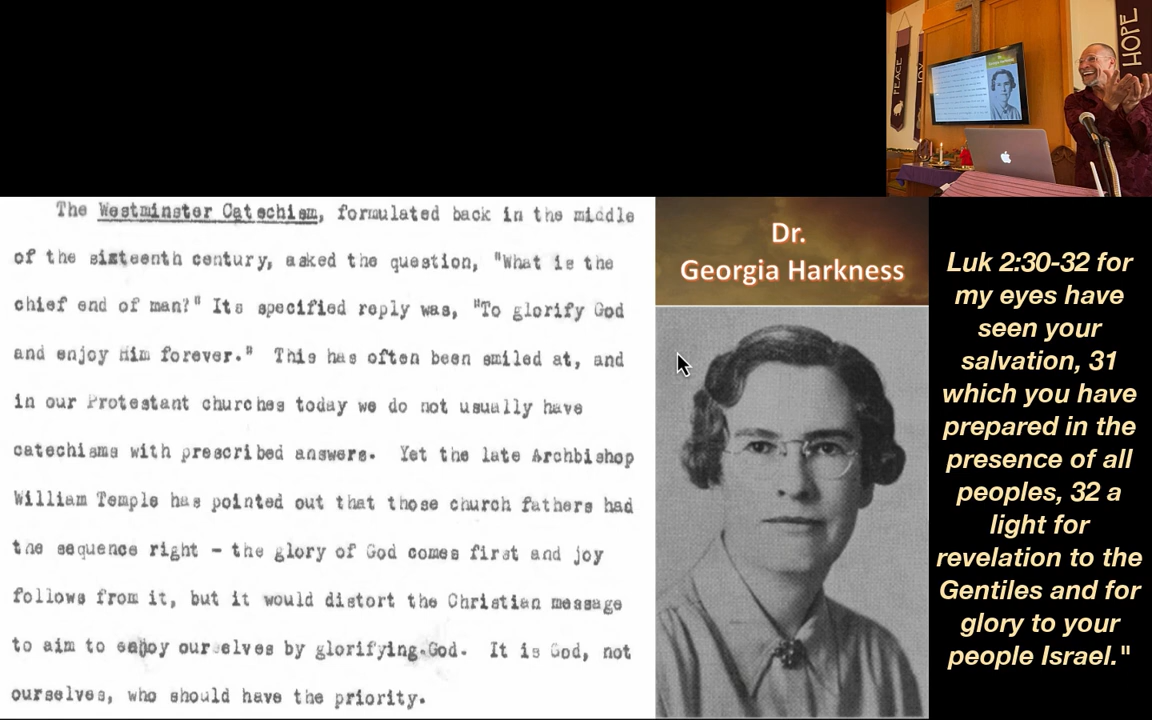 The Westminster Catechism, formulated back in the middle
of the sixteenth century, asked the question, "What is the
chief end of man?" Its specified reply was, "To glorify God
and enjoy Him forever." This has often been smiled at, and
in our Protestant churches today we do not usually have
catechisms with prescribed answers. Yet the late Archbishop
William Temple has pointed out that those church fathers had
the sequence right - the glory of God comes first and joy
follows from it, but it would distort the Christian message
to aim to enjoy ourselves by glorifying God. It is God, not
ourselves, who should have the priority.
Dr.
Georgia Harkness
Luk 2:30-32 for
my eyes have
seen your
salvation, 31
which you have
prepared in the
presence of all
peoples, 32 a
light for
revelation to the
Gentiles and for
glory to your
people Israel."
PEACE
JOY
HOPE
Dr.
Georgia Harkness